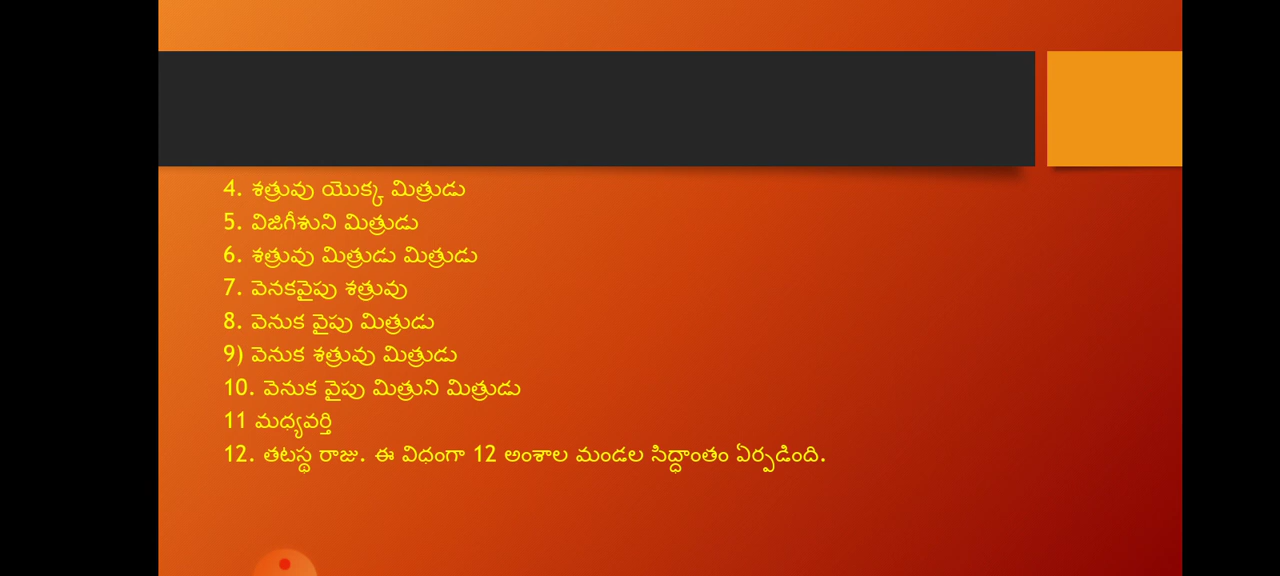 4. శత్రువు యొక్క మిత్రుడు
5. విజిగీశుని మిత్రుడు
6. శత్రువు మిత్రుడు మిత్రుడు
7. వెనకవైపు శత్రువు
8. వెనుక వైపు మిత్రుడు
9) వెనుక శత్రువు మిత్రుడు
10. వెనుక వైపు మిత్రుని మిత్రుడు
11 మధ్యవర్తి
12. తటస్థ రాజు. ఈ విధంగా 12 అంశాల మండల సిద్ధాంతం ఏర్పడింది.